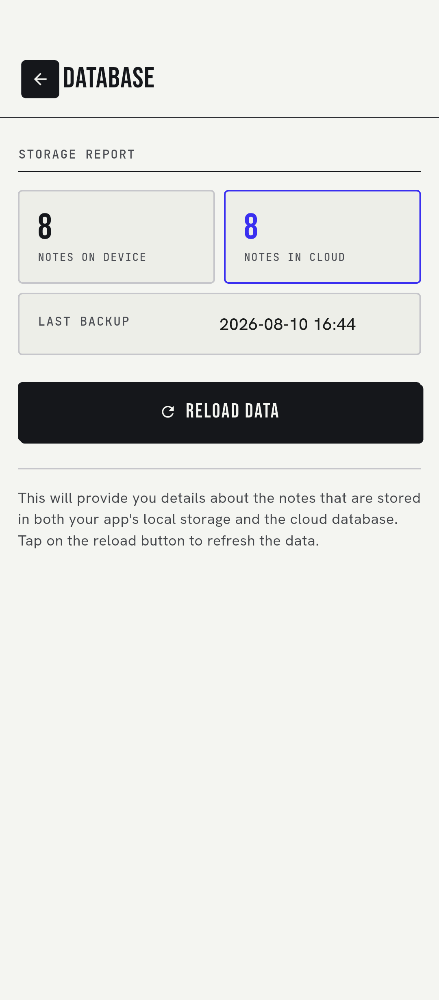 DATABASE
STORAGE REPORT
8
NOTES ON DEVICE
8
NOTES IN CLOUD
LAST BACKUP
2026-08-10 16:44
RELOAD DATA
This will provide you details about the notes that are stored
in both your app's local storage and the cloud database.
Tap on the reload button to refresh the data.